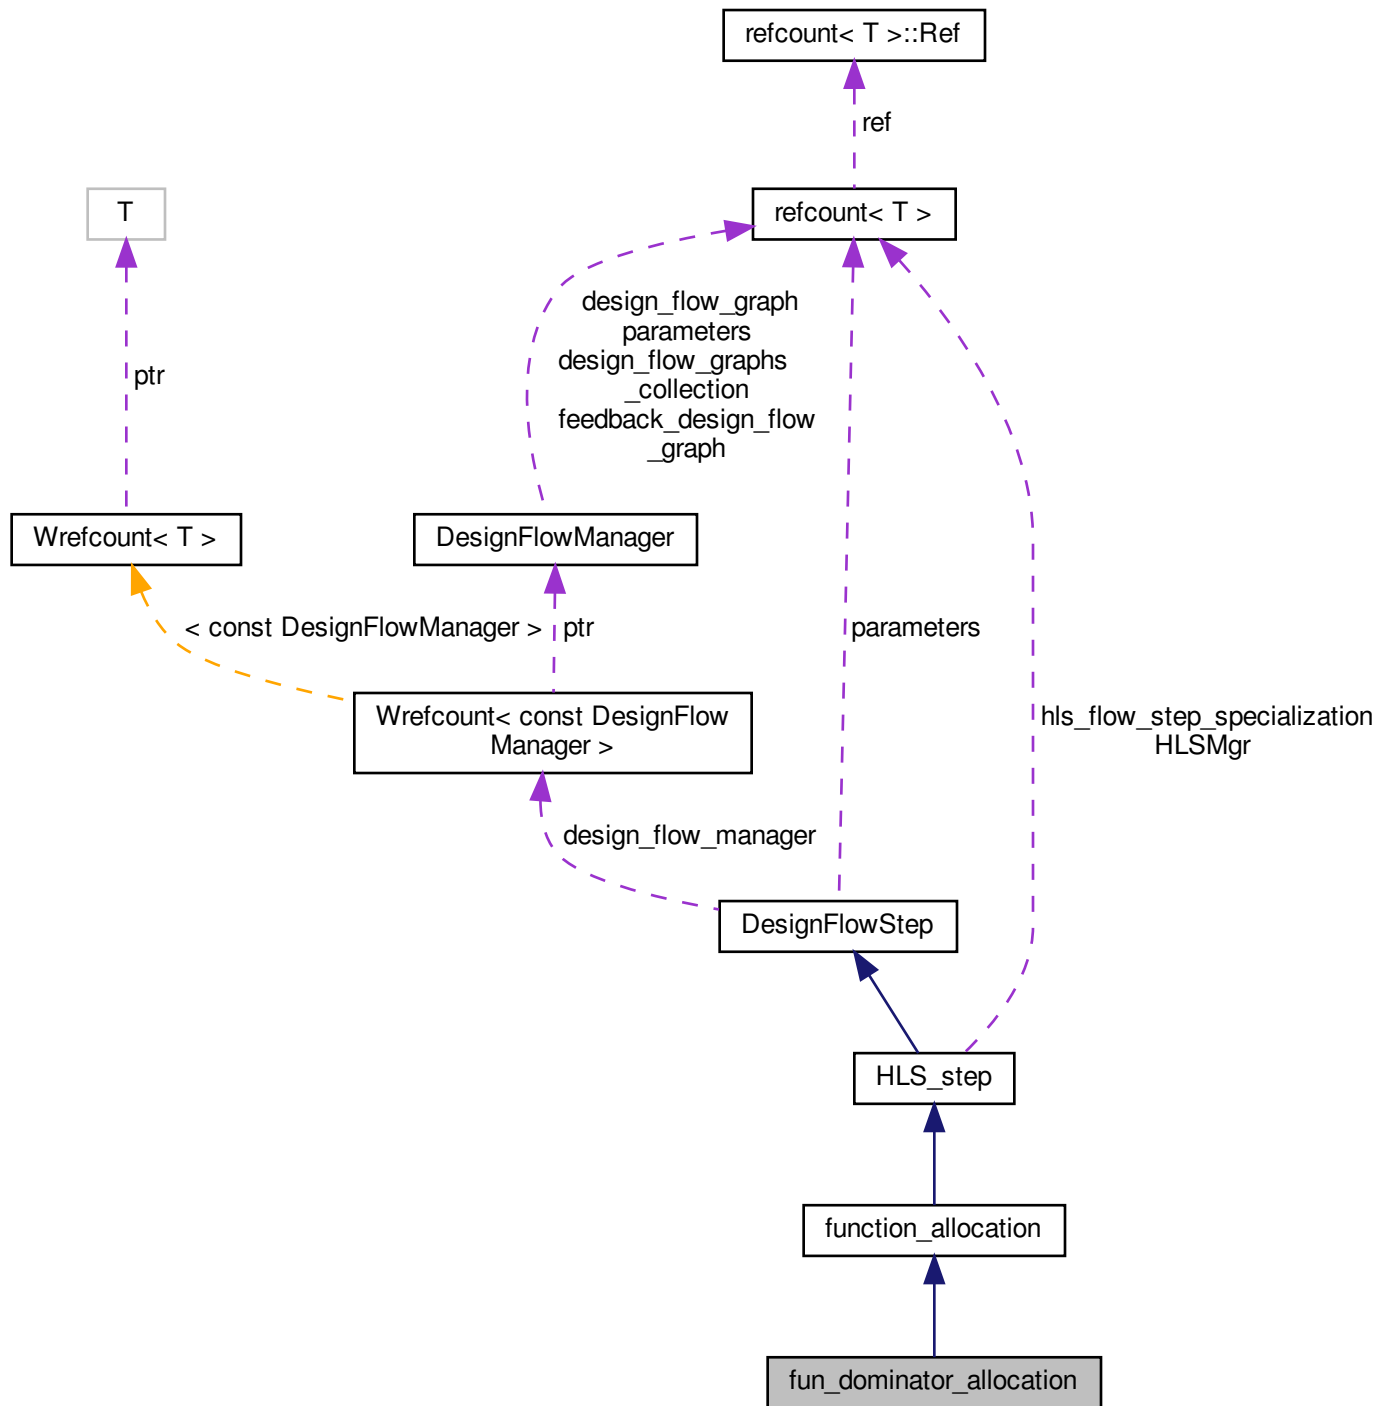 refcount< T >::Ref
ref
T
refcount< T >
design_flow_graph
parameters
design_flow_graphs
_collection
feedback_design_flow
_graph
ptr
Wrefcount< T >
DesignFlowManager
< const DesignFlowManager >
ptr
parameters
Wrefcount< const DesignFlow
Manager >
hls_flow_step_specialization
HLSMgr
design_flow_manager
DesignFlowStep
HLS_step
function_allocation
fun_dominator_allocation